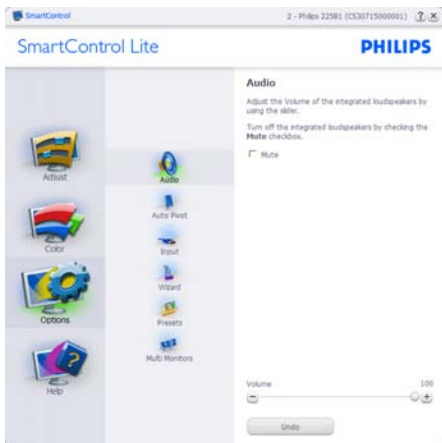 SmartControl
2 - Philips 225B1 (CS30715000001)
SmartControl Lite
PHILIPS
Adjust
Color
Options
Help
Audio
Auto Pivot
Input
Wizard
Presets
Multi Monitors
Audio
Adjust the Volume of the integrated loudspeakers by
using the slider.
Turn off the integrated loudspeakers by checking the
Mute checkbox.
Mute
Volume 100
Undo